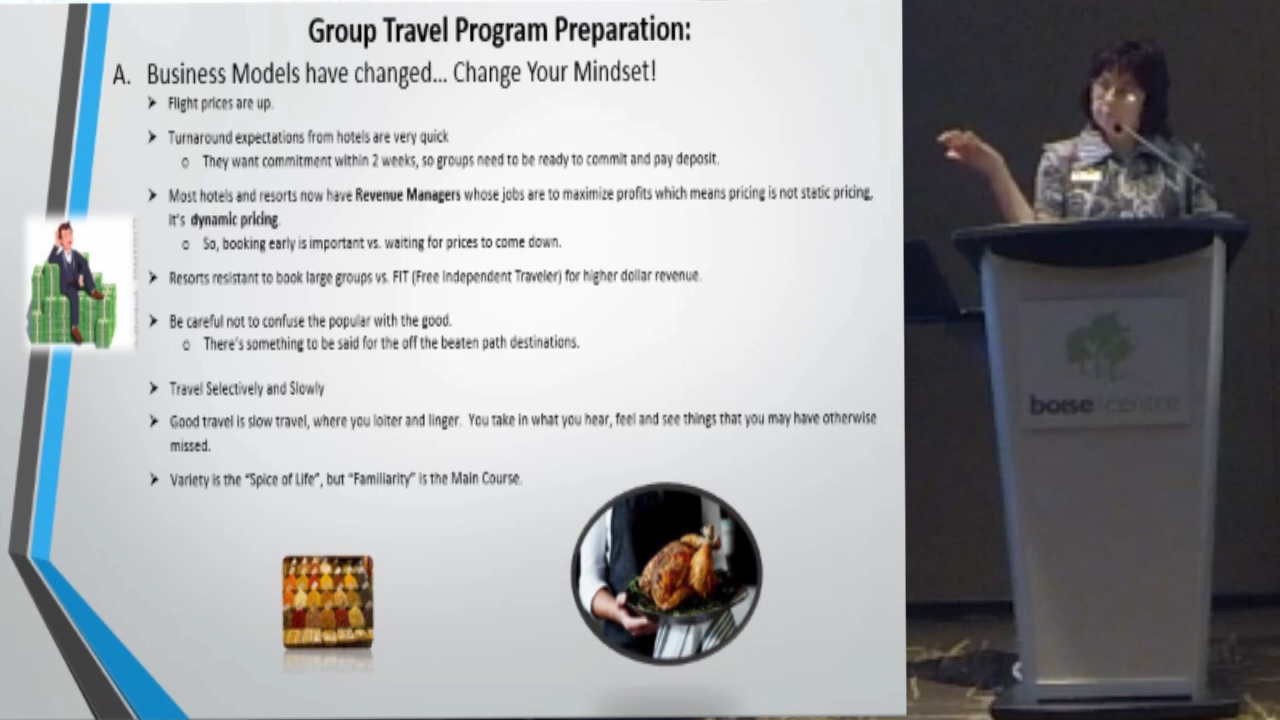 Group Travel Program Preparation:
A. Business Models have changed... Change Your Mindset!
➢ Flight prices are up.
➢ Turnaround expectations from hotels are very quick
o They want commitment within 2 weeks, so groups need to be ready to commit and pay deposit.
➢ Most hotels and resorts now have Revenue Managers whose jobs are to maximize profits which means pricing is not static pricing,
it's dynamic pricing.
o So, booking early is important vs. waiting for prices to come down.
➢ Resorts resistant to book large groups vs. FIT (Free Independent Traveler) for higher dollar revenue.
➢ Be careful not to confuse the popular with the good.
o There's something to be said for the off the beaten path destinations.
➢ Travel Selectively and Slowly
➢ Good travel is slow travel, where you loiter and linger. You take in what you hear, feel and see things that you may have otherwise
missed.
➢ Variety is the "Spice of Life", but "Familiarity" is the Main Course.
boise centre